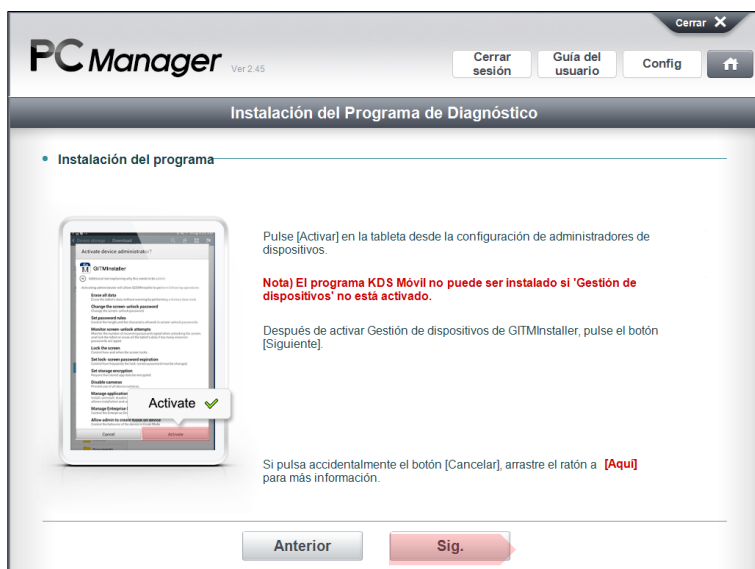 Cerrar X
PC Manager Ver 2.45
Cerrar sesión
Guía del usuario
Config
Instalación del Programa de Diagnóstico
Instalación del programa
Activate device administrator?
GITMInstaller
Erase all data
Change the screen-unlock password
Set password rules
Monitor screen-unlock attempts
Lock the screen
Set lock-screen password expiration
Set storage encryption
Disable cameras
Activate
Cancel
Activate
Pulse [Activar] en la tableta desde la configuración de administradores de
dispositivos.
Nota) El programa KDS Móvil no puede ser instalado si 'Gestión de
dispositivos' no está activado.
Después de activar Gestión de dispositivos de GITMInstaller, pulse el botón
[Siguiente].
Si pulsa accidentalmente el botón [Cancelar], arrastre el ratón a [Aquí]
para más información.
Anterior
Sig.